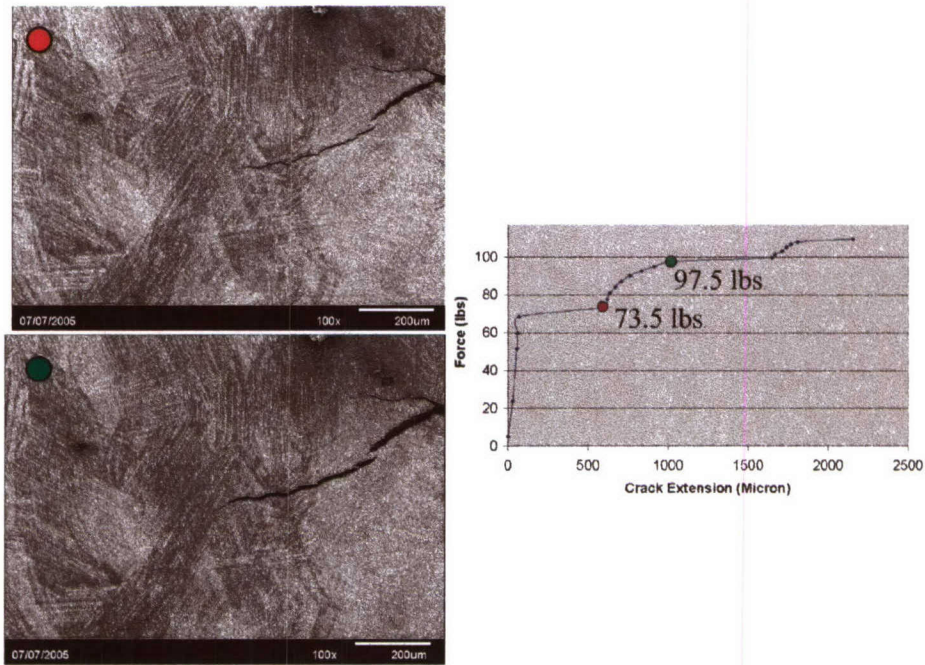 07/07/2005 100x 200um
07/07/2005 100x 200um
Force (lbs)
100
80
60
40
20
0
97.5 lbs
73.5 lbs
0 500 1000 1500 2000 2500
Crack Extension (Micron)